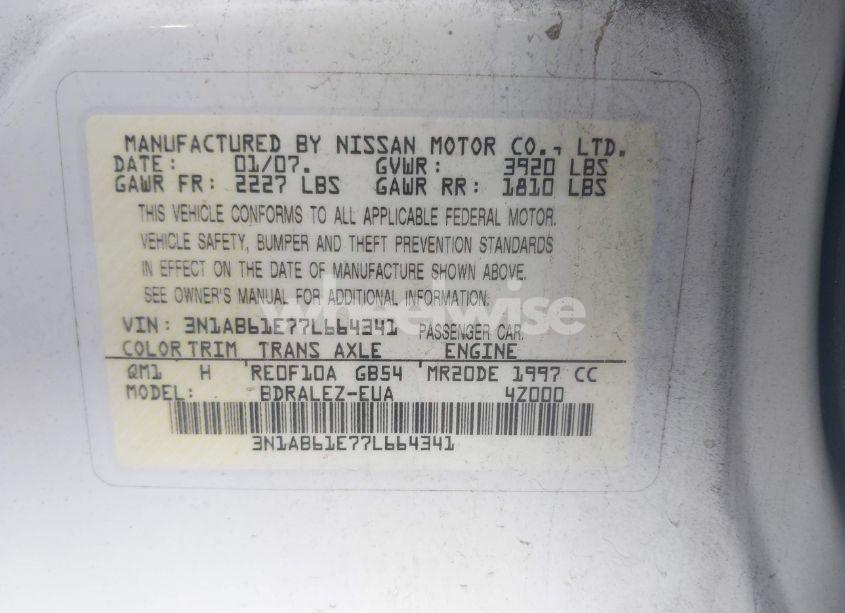 MANUFACTURED BY NISSAN MOTOR CO., LTD.
DATE: 01/07. GVWR: 3920 LBS
GAWR FR: 2227 LBS GAWR RR: 1810 LBS
THIS VEHICLE CONFORMS TO ALL APPLICABLE FEDERAL MOTOR.
VEHICLE SAFETY, BUMPER AND THEFT PREVENTION STANDARDS
IN EFFECT ON THE DATE OF MANUFACTURE SHOWN ABOVE.
SEE OWNER'S MANUAL FOR ADDITIONAL INFORMATION.
wheelwise
VIN: 3N1AB61E77L664341 PASSENGER CAR.
COLOR TRIM TRANS AXLE ENGINE
QM1 H RE0F10A GB54 MR20DE 1997 CC
MODEL: BDRALEZ-EUA 4Z000
3N1AB61E77L664341